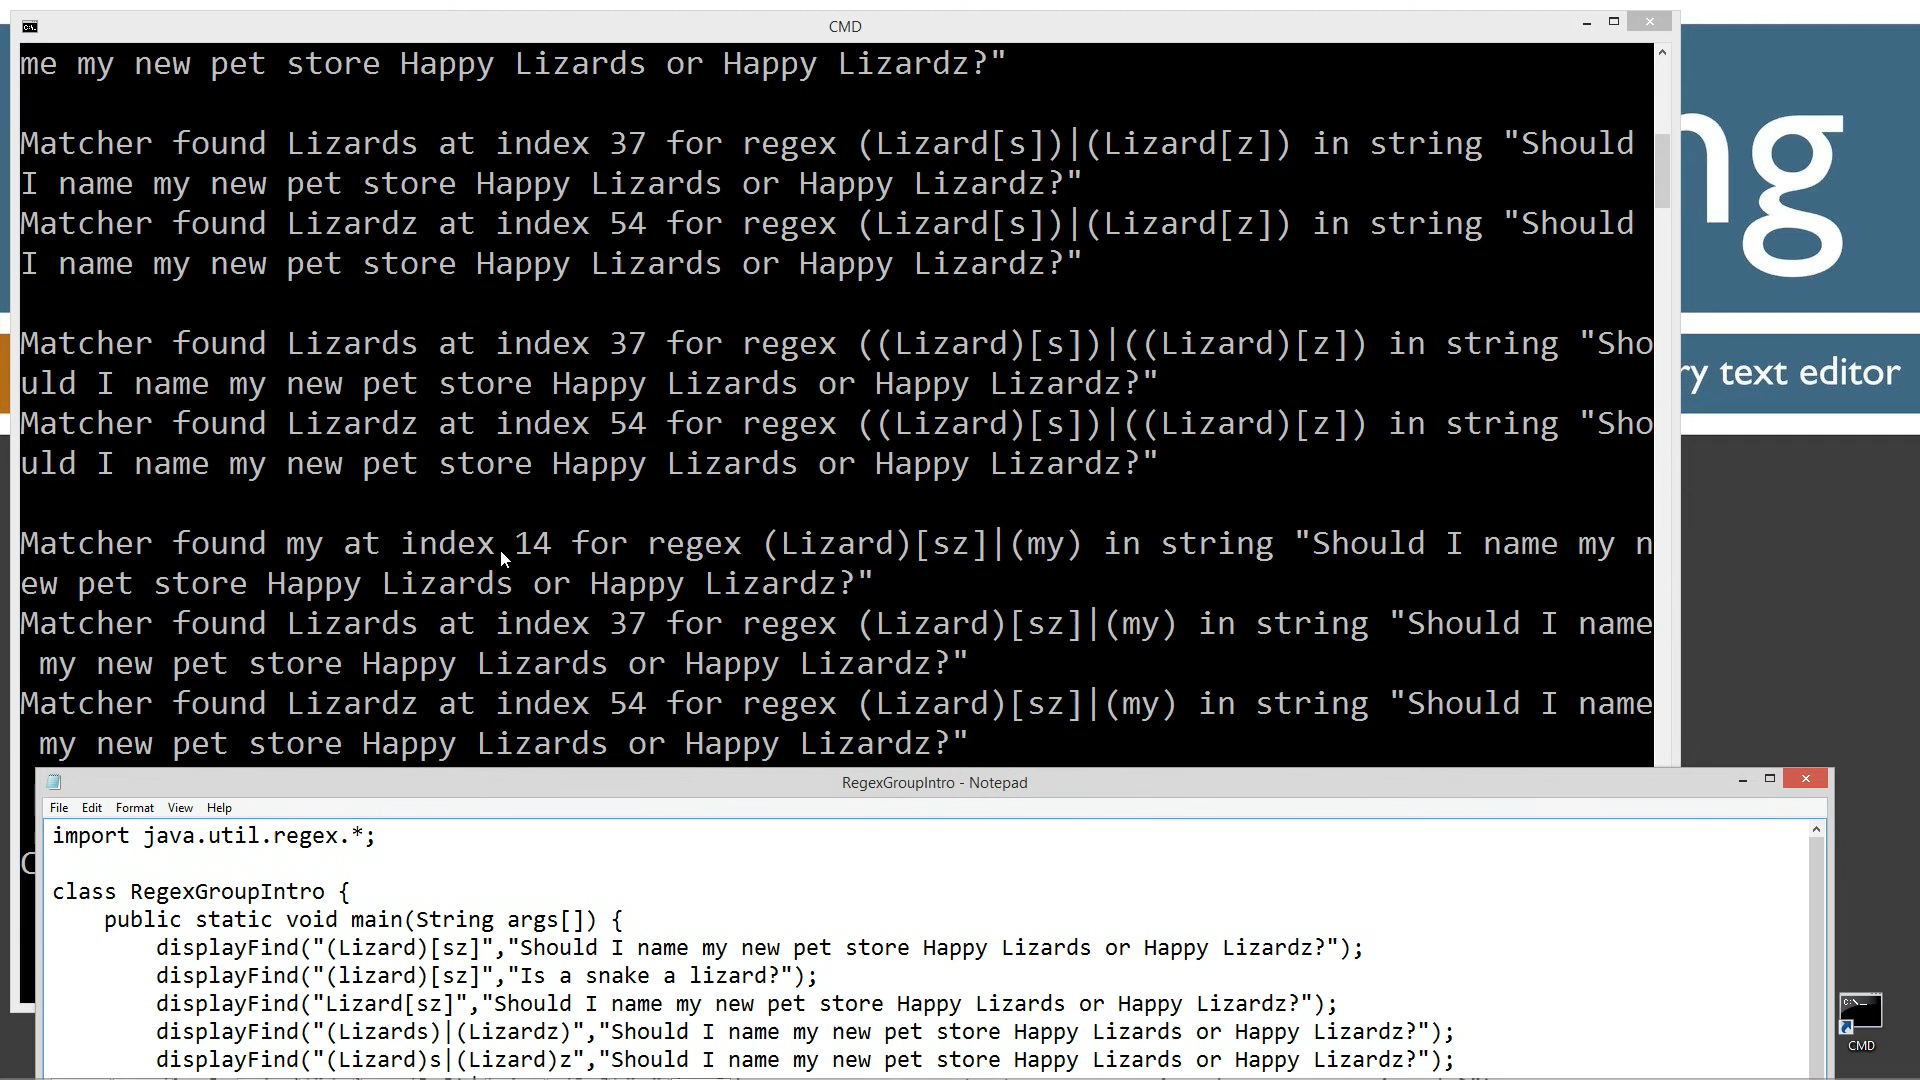 CMD
me my new pet store Happy Lizards or Happy Lizardz?"
Matcher found Lizards at index 37 for regex (Lizard[s])|(Lizard[z]) in string "Should
I name my new pet store Happy Lizards or Happy Lizardz?"
Matcher found Lizardz at index 54 for regex (Lizard[s])|(Lizard[z]) in string "Should
I name my new pet store Happy Lizards or Happy Lizardz?"
Matcher found Lizards at index 37 for regex ((Lizard)[s])|((Lizard)[z]) in string "Sho
uld I name my new pet store Happy Lizards or Happy Lizardz?"
Matcher found Lizardz at index 54 for regex ((Lizard)[s])|((Lizard)[z]) in string "Sho
uld I name my new pet store Happy Lizards or Happy Lizardz?"
Matcher found my at index 14 for regex (Lizard)[sz]|(my) in string "Should I name my n
ew pet store Happy Lizards or Happy Lizardz?"
Matcher found Lizards at index 37 for regex (Lizard)[sz]|(my) in string "Should I name
my new pet store Happy Lizards or Happy Lizardz?"
Matcher found Lizardz at index 54 for regex (Lizard)[sz]|(my) in string "Should I name
my new pet store Happy Lizards or Happy Lizardz?"
ng
ry text editor
RegexGroupIntro - Notepad
File Edit Format View Help
import java.util.regex.*;
class RegexGroupIntro {
public static void main(String args[]) {
displayFind("(Lizard)[sz]","Should I name my new pet store Happy Lizards or Happy Lizardz?");
displayFind("(lizard)[sz]","Is a snake a lizard?");
displayFind("Lizard[sz]","Should I name my new pet store Happy Lizards or Happy Lizardz?");
displayFind("(Lizards)|(Lizardz)","Should I name my new pet store Happy Lizards or Happy Lizardz?");
displayFind("(Lizard)s|(Lizard)z","Should I name my new pet store Happy Lizards or Happy Lizardz?");
CMD